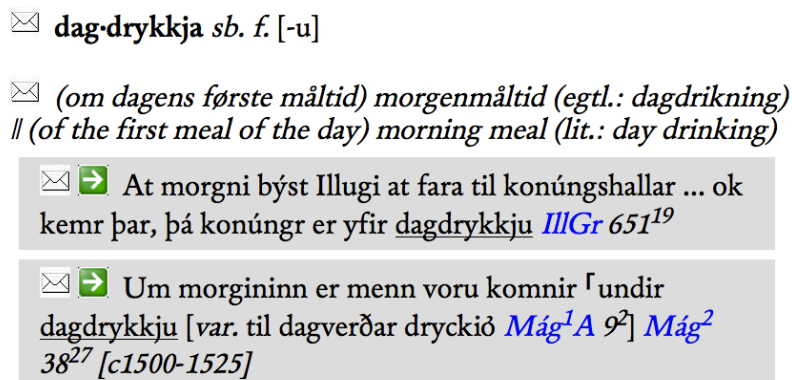 dag·drykkja sb. f. [-u]
(om dagens første måltid) morgenmåltid (egtl.: dagdrikning)
‖ (of the first meal of the day) morning meal (lit.: day drinking)
At morgni býst Illugi at fara til konúngshallar ... ok
kemr þar, þá konúngr er yfir dagdrykkju IllGr 651¹⁹
Um morgininn er menn voru komnir ⸢undir
dagdrykkju [var. til dagverðar dryckiỏ Mág¹A 9²] Mág²
38²⁷ [c1500-1525]